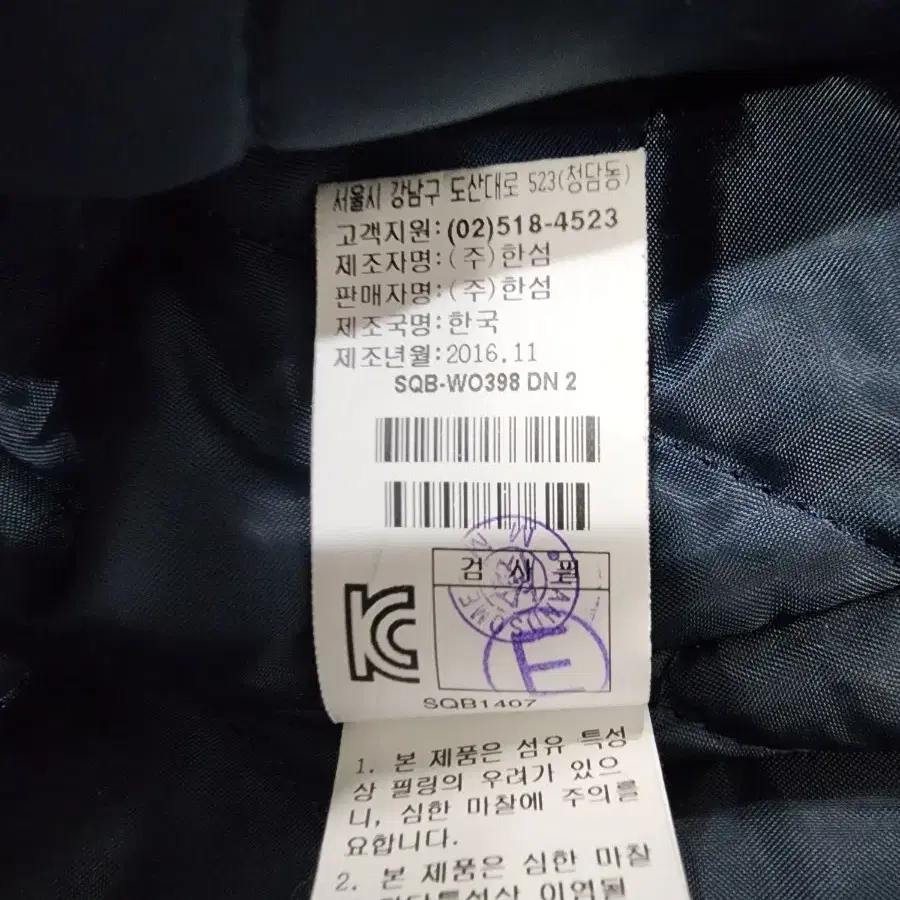 서울시 강남구 도산대로 523(청담동)
고객지원: (02)518-4523
제조자명: (주)한섬
판매자명: (주)한섬
제조국명: 한국
제조년월: 2016.11
SQB-WO398 DN 2
검 사 필
HANDSOME
KC
E
SQB1407
1. 본 제품은 섬유 특성
상 필링의 우려가 있으
니, 심한 마찰에 주의를
요합니다.
2. 본 제품은 심한 마찰
이염될